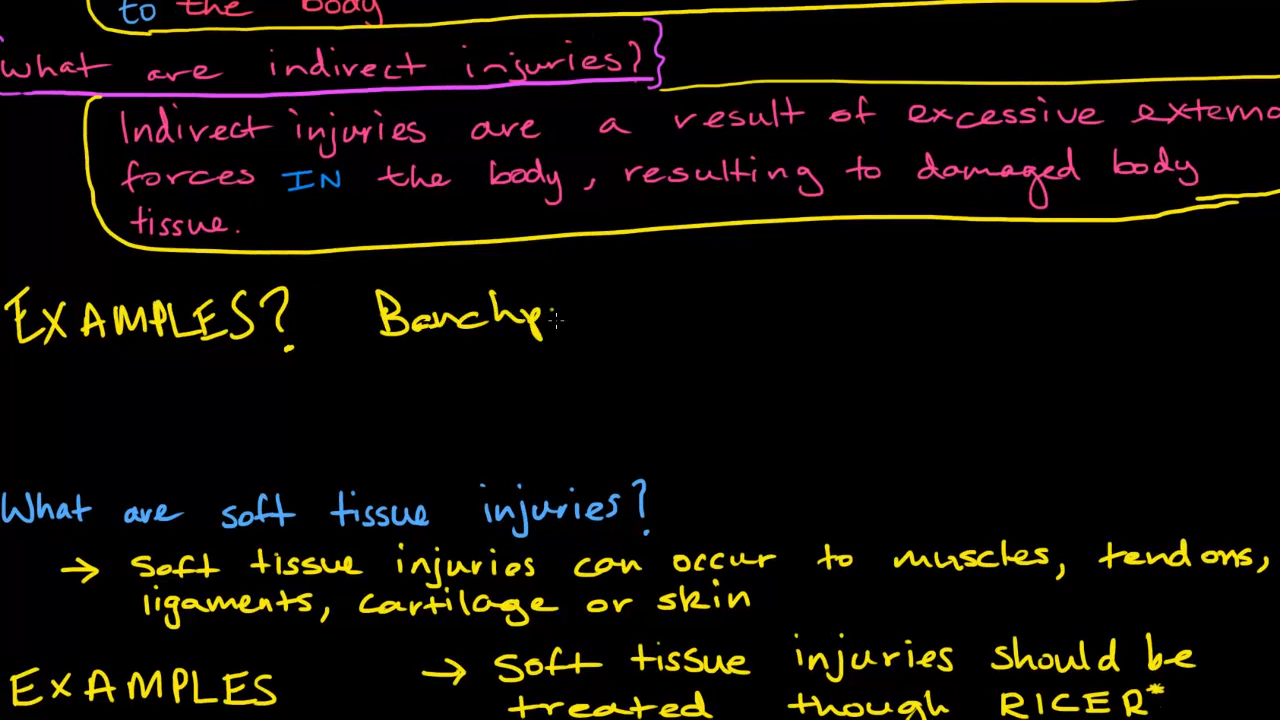 to the body
What are indirect injuries?
Indirect injuries are a result of excessive externa
forces IN the body, resulting to damaged body
tissue.
EXAMPLES? Banchp
What are soft tissue injuries?
→ Soft tissue injuries can occur to muscles, tendons,
ligaments, cartilage or skin
EXAMPLES → Soft tissue injuries should be
treated though RICER*